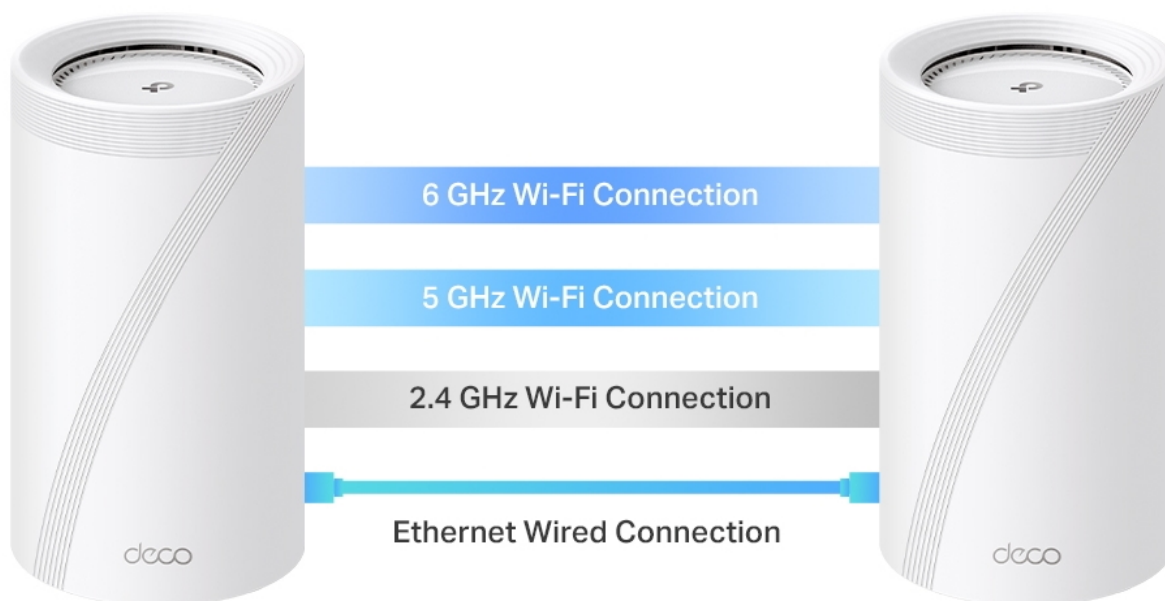 6 GHz Wi-Fi Connection
5 GHz Wi-Fi Connection
2.4 GHz Wi-Fi Connection
Ethernet Wired Connection
deco
deco